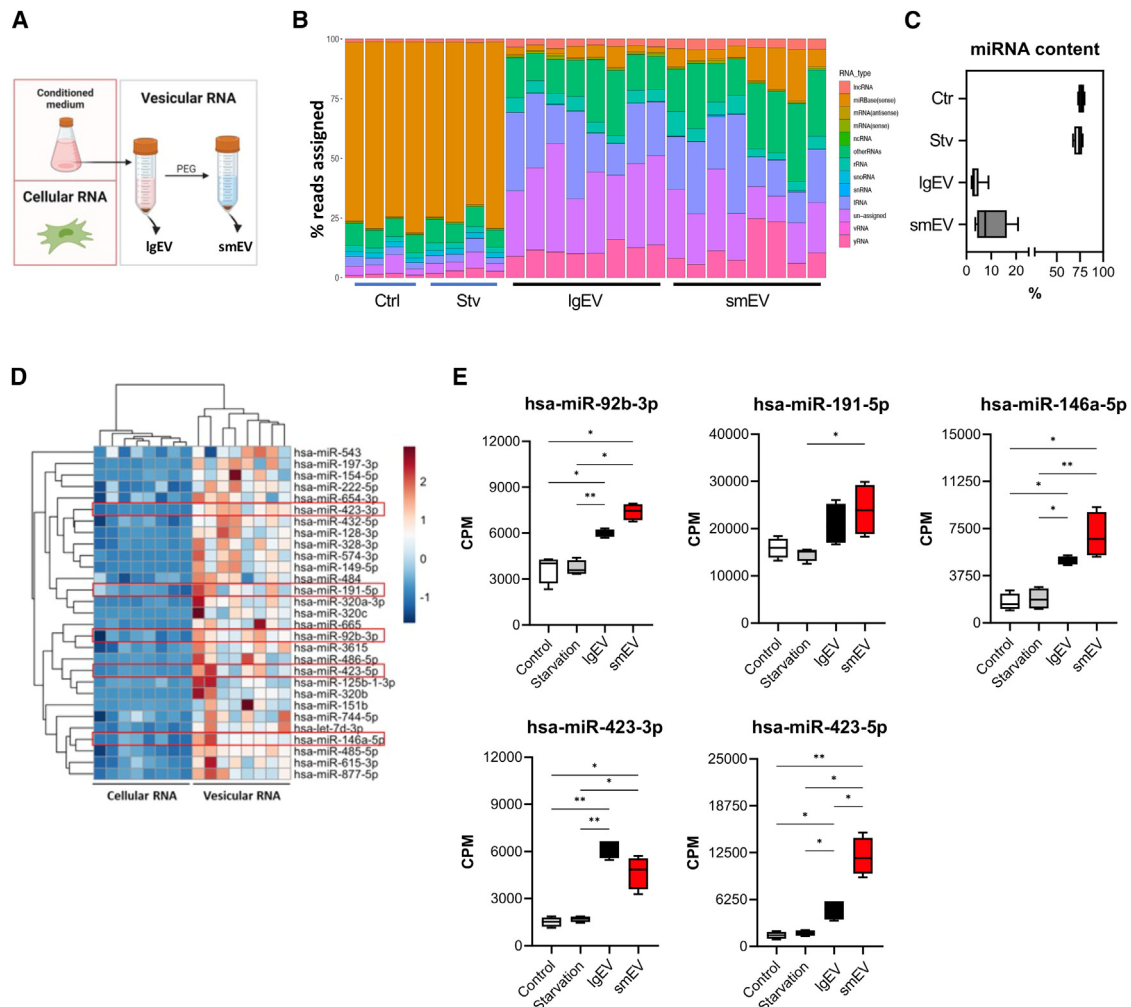 A
Conditioned
medium
Cellular RNA
Vesicular RNA
PEG
lgEV
smEV
B
% reads assigned
100
75
50
25
0
Ctrl
Stv
lgEV
smEV
RNA_type
lncRNA
miRBase(sense)
mRNA(antisense)
mRNA(sense)
ncRNA
otherRNAs
rRNA
snoRNA
snRNA
tRNA
un-assigned
vRNA
yRNA
C
miRNA content
Ctr
Stv
lgEV
smEV
0 10 20 50 75 100
%
D
hsa-miR-543
hsa-miR-197-3p
hsa-miR-154-5p
hsa-miR-222-5p
hsa-miR-654-3p
hsa-miR-423-3p
hsa-miR-432-5p
hsa-miR-128-3p
hsa-miR-328-3p
hsa-miR-574-3p
hsa-miR-149-5p
hsa-miR-484
hsa-miR-191-5p
hsa-miR-320a-3p
hsa-miR-320c
hsa-miR-665
hsa-miR-92b-3p
hsa-miR-3615
hsa-miR-486-5p
hsa-miR-423-5p
hsa-miR-125b-1-3p
hsa-miR-320b
hsa-miR-151b
hsa-miR-744-5p
hsa-let-7d-3p
hsa-miR-146a-5p
hsa-miR-485-5p
hsa-miR-615-3p
hsa-miR-877-5p
2
1
0
-1
Cellular RNA
Vesicular RNA
E
hsa-miR-92b-3p
CPM
12000
9000
6000
3000
0
*
*
*
**
Control
Starvation
lgEV
smEV
hsa-miR-191-5p
CPM
40000
30000
20000
10000
0
*
Control
Starvation
lgEV
smEV
hsa-miR-146a-5p
CPM
15000
11250
7500
3750
0
*
**
*
*
Control
Starvation
lgEV
smEV
hsa-miR-423-3p
CPM
12000
9000
6000
3000
0
*
*
**
**
Control
Starvation
lgEV
smEV
hsa-miR-423-5p
CPM
25000
18750
12500
6250
0
**
*
*
*
*
Control
Starvation
lgEV
smEV